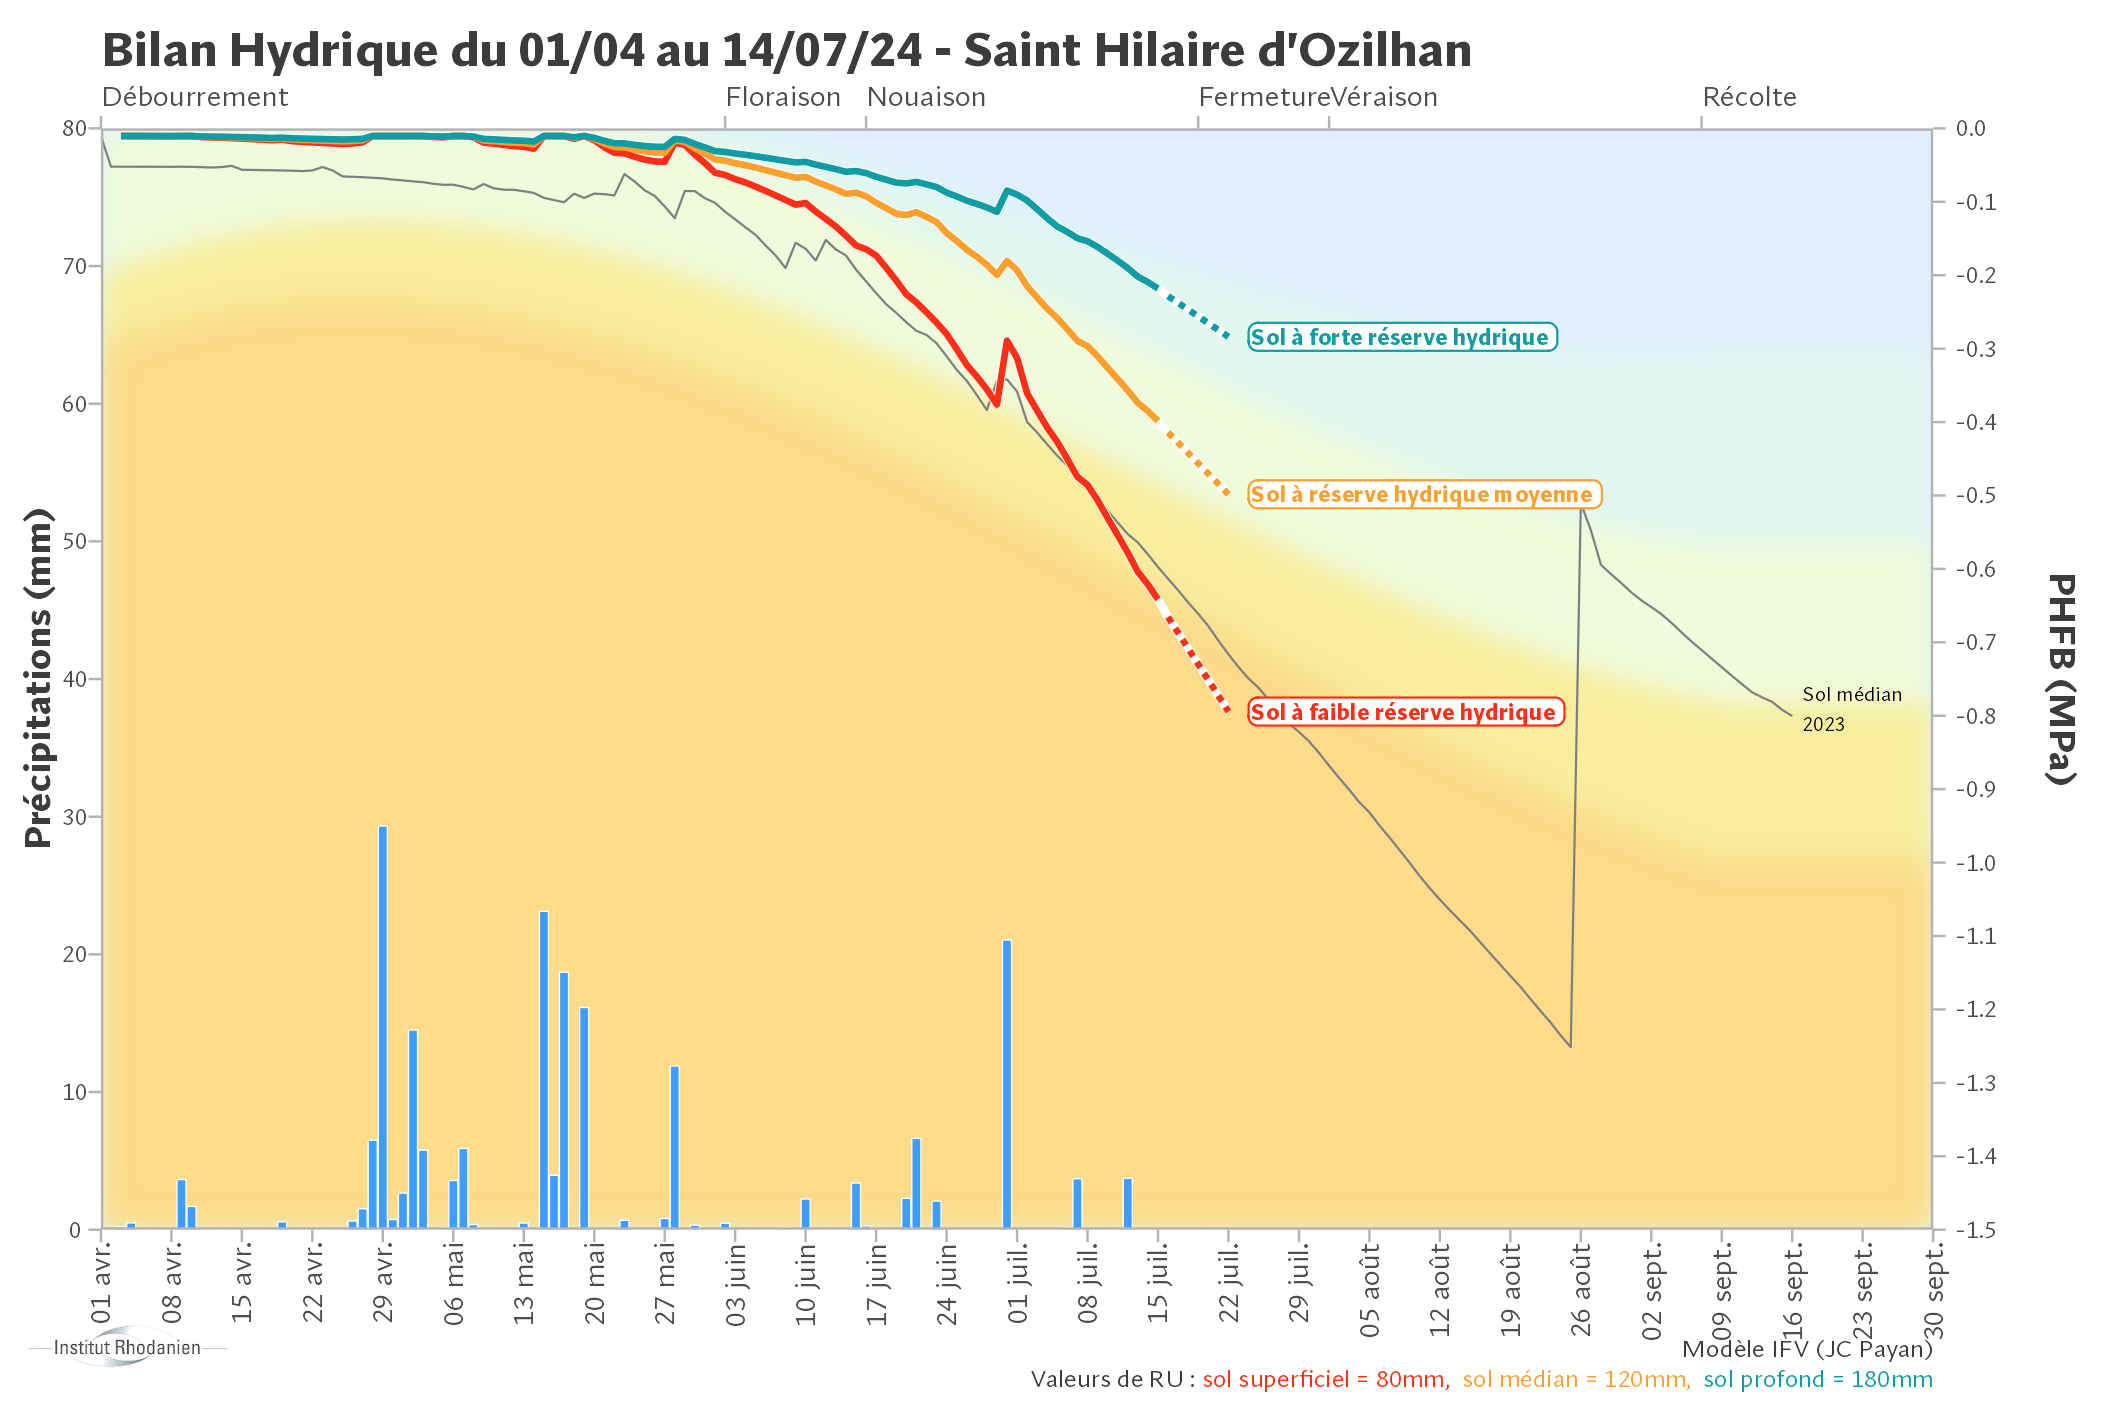 Bilan Hydrique du 01/04 au 14/07/24 - Saint Hilaire d'Ozilhan
Débourrement Floraison Nouaison Fermeture Véraison Récolte
Précipitations (mm)
80
70
60
50
40
30
20
10
0
PHFB (MPa)
0.0
-0.1
-0.2
-0.3
-0.4
-0.5
-0.6
-0.7
-0.8
-0.9
-1.0
-1.1
-1.2
-1.3
-1.4
-1.5
Sol à forte réserve hydrique
Sol à réserve hydrique moyenne
Sol à faible réserve hydrique
Sol médian
2023
01 avr.
08 avr.
15 avr.
22 avr.
29 avr.
06 mai
13 mai
20 mai
27 mai
03 juin
10 juin
17 juin
24 juin
01 juil.
08 juil.
15 juil.
22 juil.
29 juil.
05 août
12 août
19 août
26 août
02 sept.
09 sept.
16 sept.
23 sept.
30 sept.
Institut Rhodanien
Modèle IFV (JC Payan)
Valeurs de RU : sol superficiel = 80mm, sol médian = 120mm, sol profond = 180mm